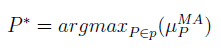 P* = argmax_{P∈p}(μ_P^{MA})